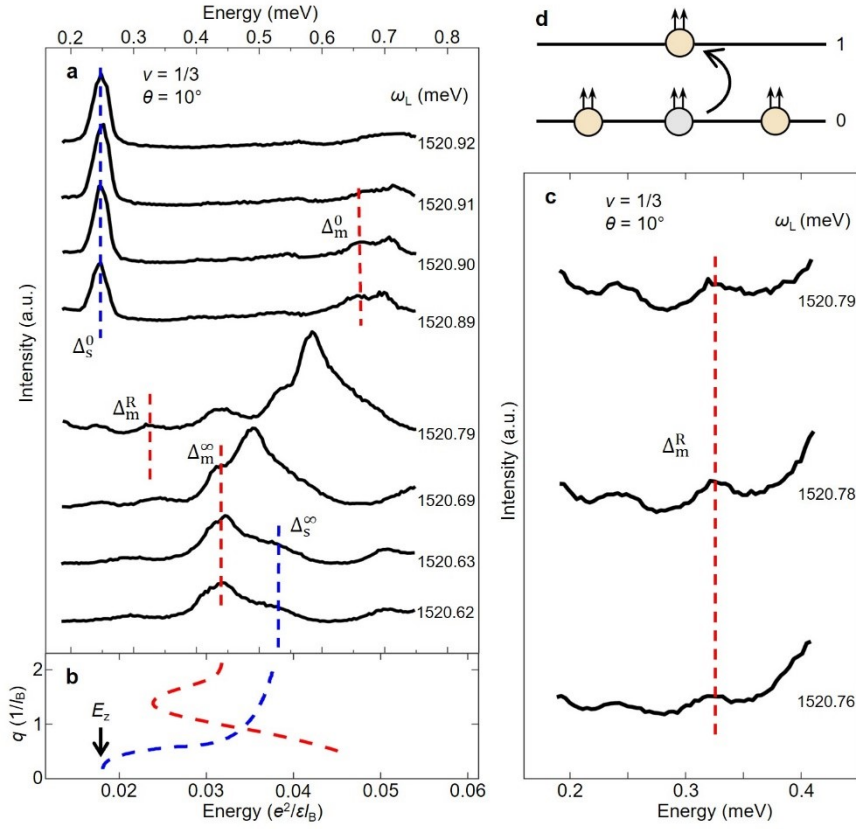 Energy (meV)
0.2 0.3 0.4 0.5 0.6 0.7
a
ν = 1/3
θ = 10°
ω_L (meV)
1520.92
1520.91
Δ_m^0
1520.90
1520.89
Δ_s^0
Δ_m^R
1520.79
Δ_m^∞
1520.69
Δ_s^∞
1520.63
1520.62
Intensity (a.u.)
b
2
1
0
q (1/l_B)
E_z
0.02 0.03 0.04 0.05 0.06
Energy (e²/εl_B)
d
1
0
c
ν = 1/3
θ = 10°
ω_L (meV)
1520.79
Δ_m^R
1520.78
1520.76
Intensity (a.u.)
0.2 0.3 0.4
Energy (meV)